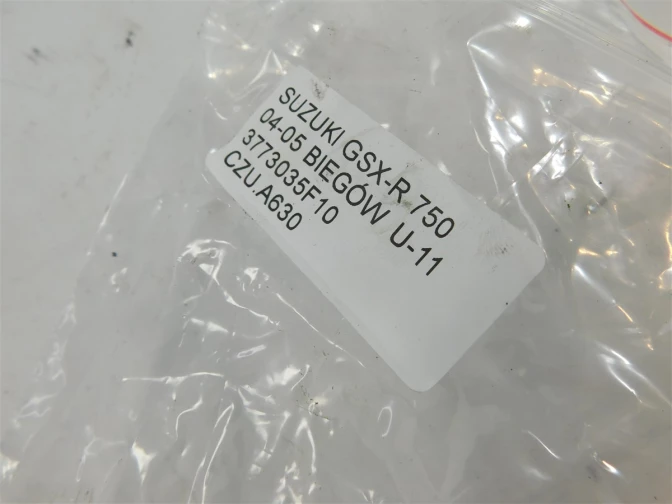 SUZUKI GSX-R 750
04-05 BIEGÓW U-11
3773035F10
CZU.A630